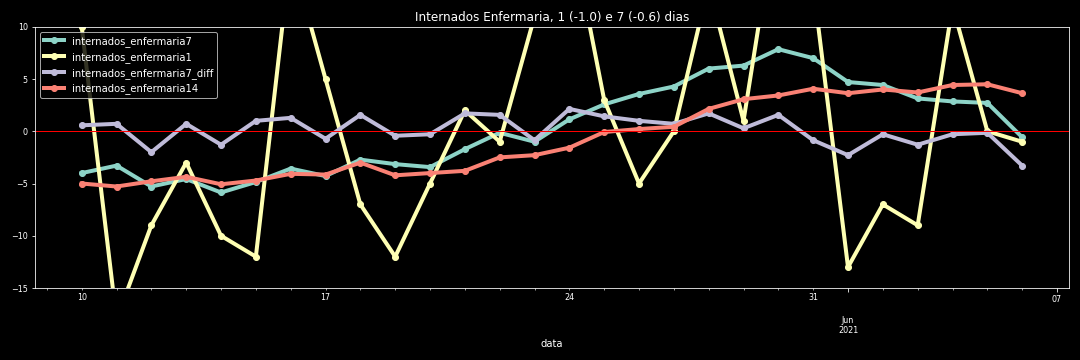 Internados Enfermaria, 1 (-1.0) e 7 (-0.6) dias
internados_enfermaria7
internados_enfermaria1
internados_enfermaria7_diff
internados_enfermaria14
10
5
0
−5
−10
−15
10
17
24
31
07
Jun
2021
data